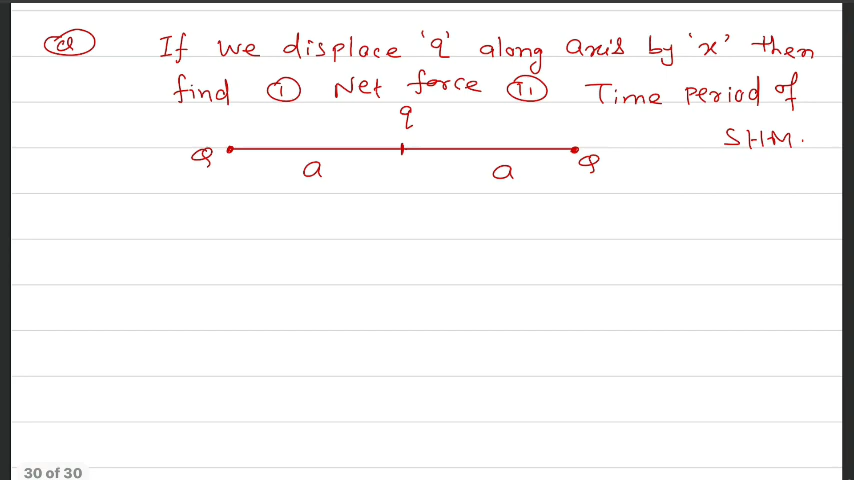 Q If we displace 'q' along axis by 'x' then
find I Net force II Time period of
SHM.
q
Q a a Q
30 of 30